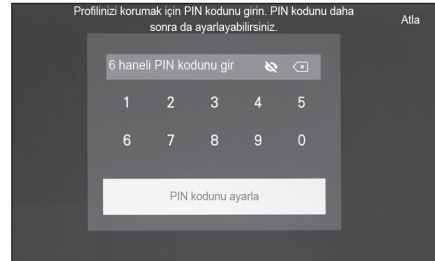 Profilinizi korumak için PIN kodunu girin. PIN kodunu daha
sonra da ayarlayabilirsiniz.
Atla
6 haneli PIN kodunu gir
1 2 3 4 5
6 7 8 9 0
PIN kodunu ayarla